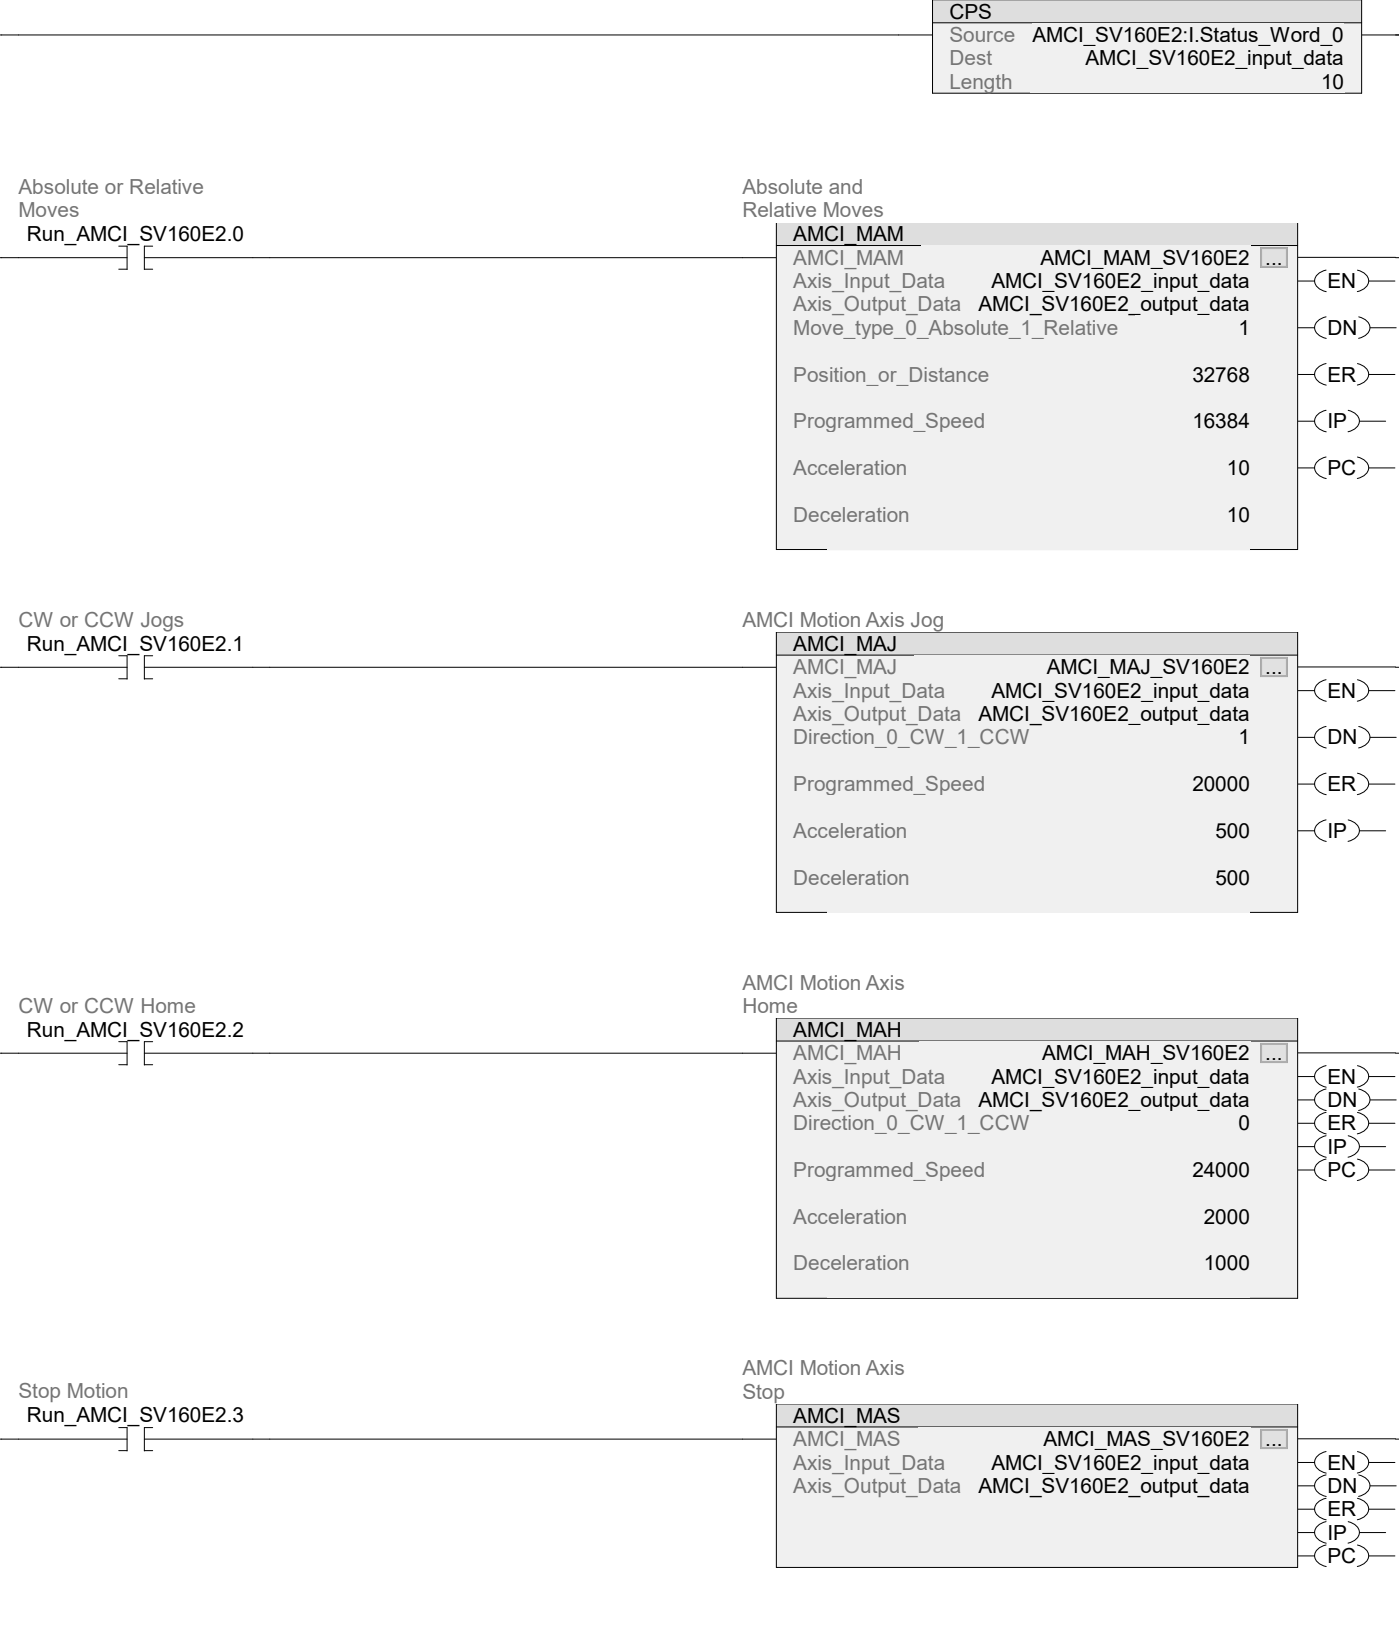 CPS
Source AMCI_SV160E2:I.Status_Word_0
Dest AMCI_SV160E2_input_data
Length 10
Absolute or Relative
Moves
Run_AMCI_SV160E2.0
Absolute and
Relative Moves
AMCI_MAM
AMCI_MAM AMCI_MAM_SV160E2 ...
Axis_Input_Data AMCI_SV160E2_input_data (EN)
Axis_Output_Data AMCI_SV160E2_output_data
Move_type_0_Absolute_1_Relative 1 (DN)
Position_or_Distance 32768 (ER)
Programmed_Speed 16384 (IP)
Acceleration 10 (PC)
Deceleration 10
CW or CCW Jogs
Run_AMCI_SV160E2.1
AMCI Motion Axis Jog
AMCI_MAJ
AMCI_MAJ AMCI_MAJ_SV160E2 ...
Axis_Input_Data AMCI_SV160E2_input_data (EN)
Axis_Output_Data AMCI_SV160E2_output_data
Direction_0_CW_1_CCW 1 (DN)
Programmed_Speed 20000 (ER)
Acceleration 500 (IP)
Deceleration 500
CW or CCW Home
Run_AMCI_SV160E2.2
AMCI Motion Axis
Home
AMCI_MAH
AMCI_MAH AMCI_MAH_SV160E2 ...
Axis_Input_Data AMCI_SV160E2_input_data (EN)
Axis_Output_Data AMCI_SV160E2_output_data (DN)
Direction_0_CW_1_CCW 0 (ER)
(IP)
Programmed_Speed 24000 (PC)
Acceleration 2000
Deceleration 1000
Stop Motion
Run_AMCI_SV160E2.3
AMCI Motion Axis
Stop
AMCI_MAS
AMCI_MAS AMCI_MAS_SV160E2 ...
Axis_Input_Data AMCI_SV160E2_input_data (EN)
Axis_Output_Data AMCI_SV160E2_output_data (DN)
(ER)
(IP)
(PC)